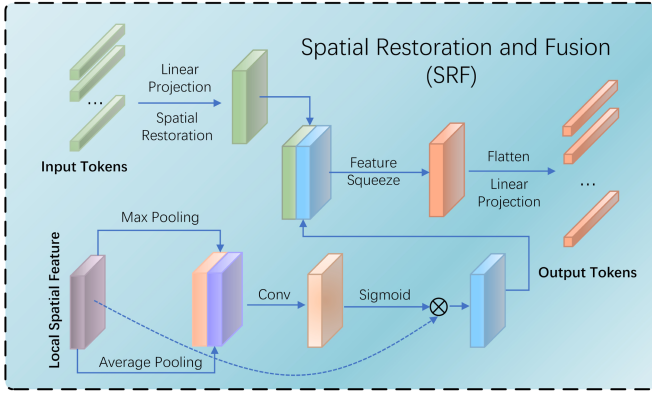 Spatial Restoration and Fusion
(SRF)
Linear
Projection
Spatial
Restoration
...
Input Tokens
Feature
Squeeze
Flatten
Linear
Projection
...
Output Tokens
Max Pooling
Local Spatial Feature
Conv
Sigmoid
Average Pooling